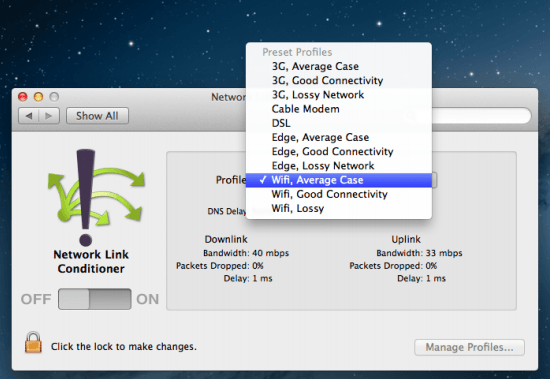 Preset Profiles
3G, Average Case
3G, Good Connectivity
3G, Lossy Network
Cable Modem
DSL
Edge, Average Case
Edge, Good Connectivity
Edge, Lossy Network
✓ Wifi, Average Case
Wifi, Good Connectivity
Wifi, Lossy
Show All
Network Link
Conditioner
OFF ON
DNS Delay
Downlink
Bandwidth: 40 mbps
Packets Dropped: 0%
Delay: 1 ms
Uplink
Bandwidth: 33 mbps
Packets Dropped: 0%
Delay: 1 ms
Click the lock to make changes.
Manage Profiles...